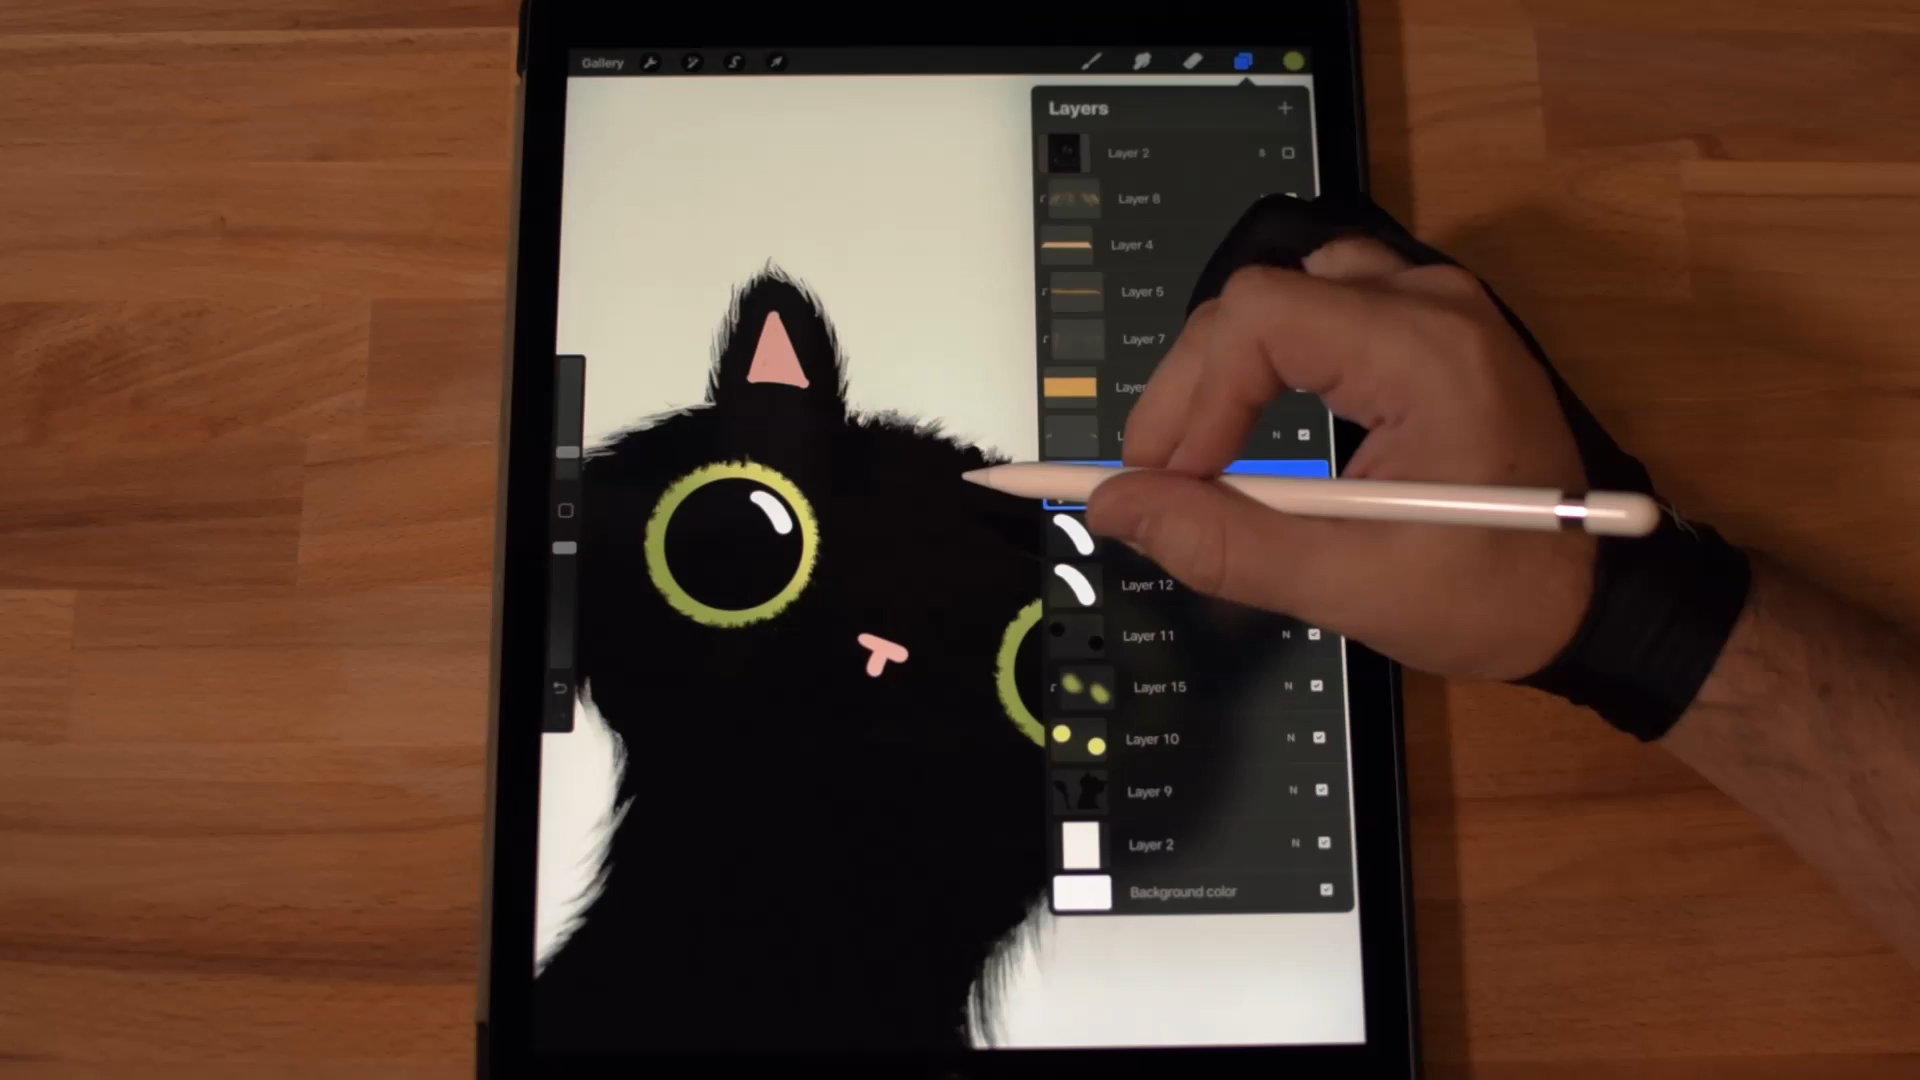 Gallery
Layers
Layer 2 S
Layer 8
Layer 4
Layer 5
Layer 7
N
Layer 12
Layer 11 N
Layer 15 N
Layer 10 N
Layer 9 N
Layer 2 N
Background color